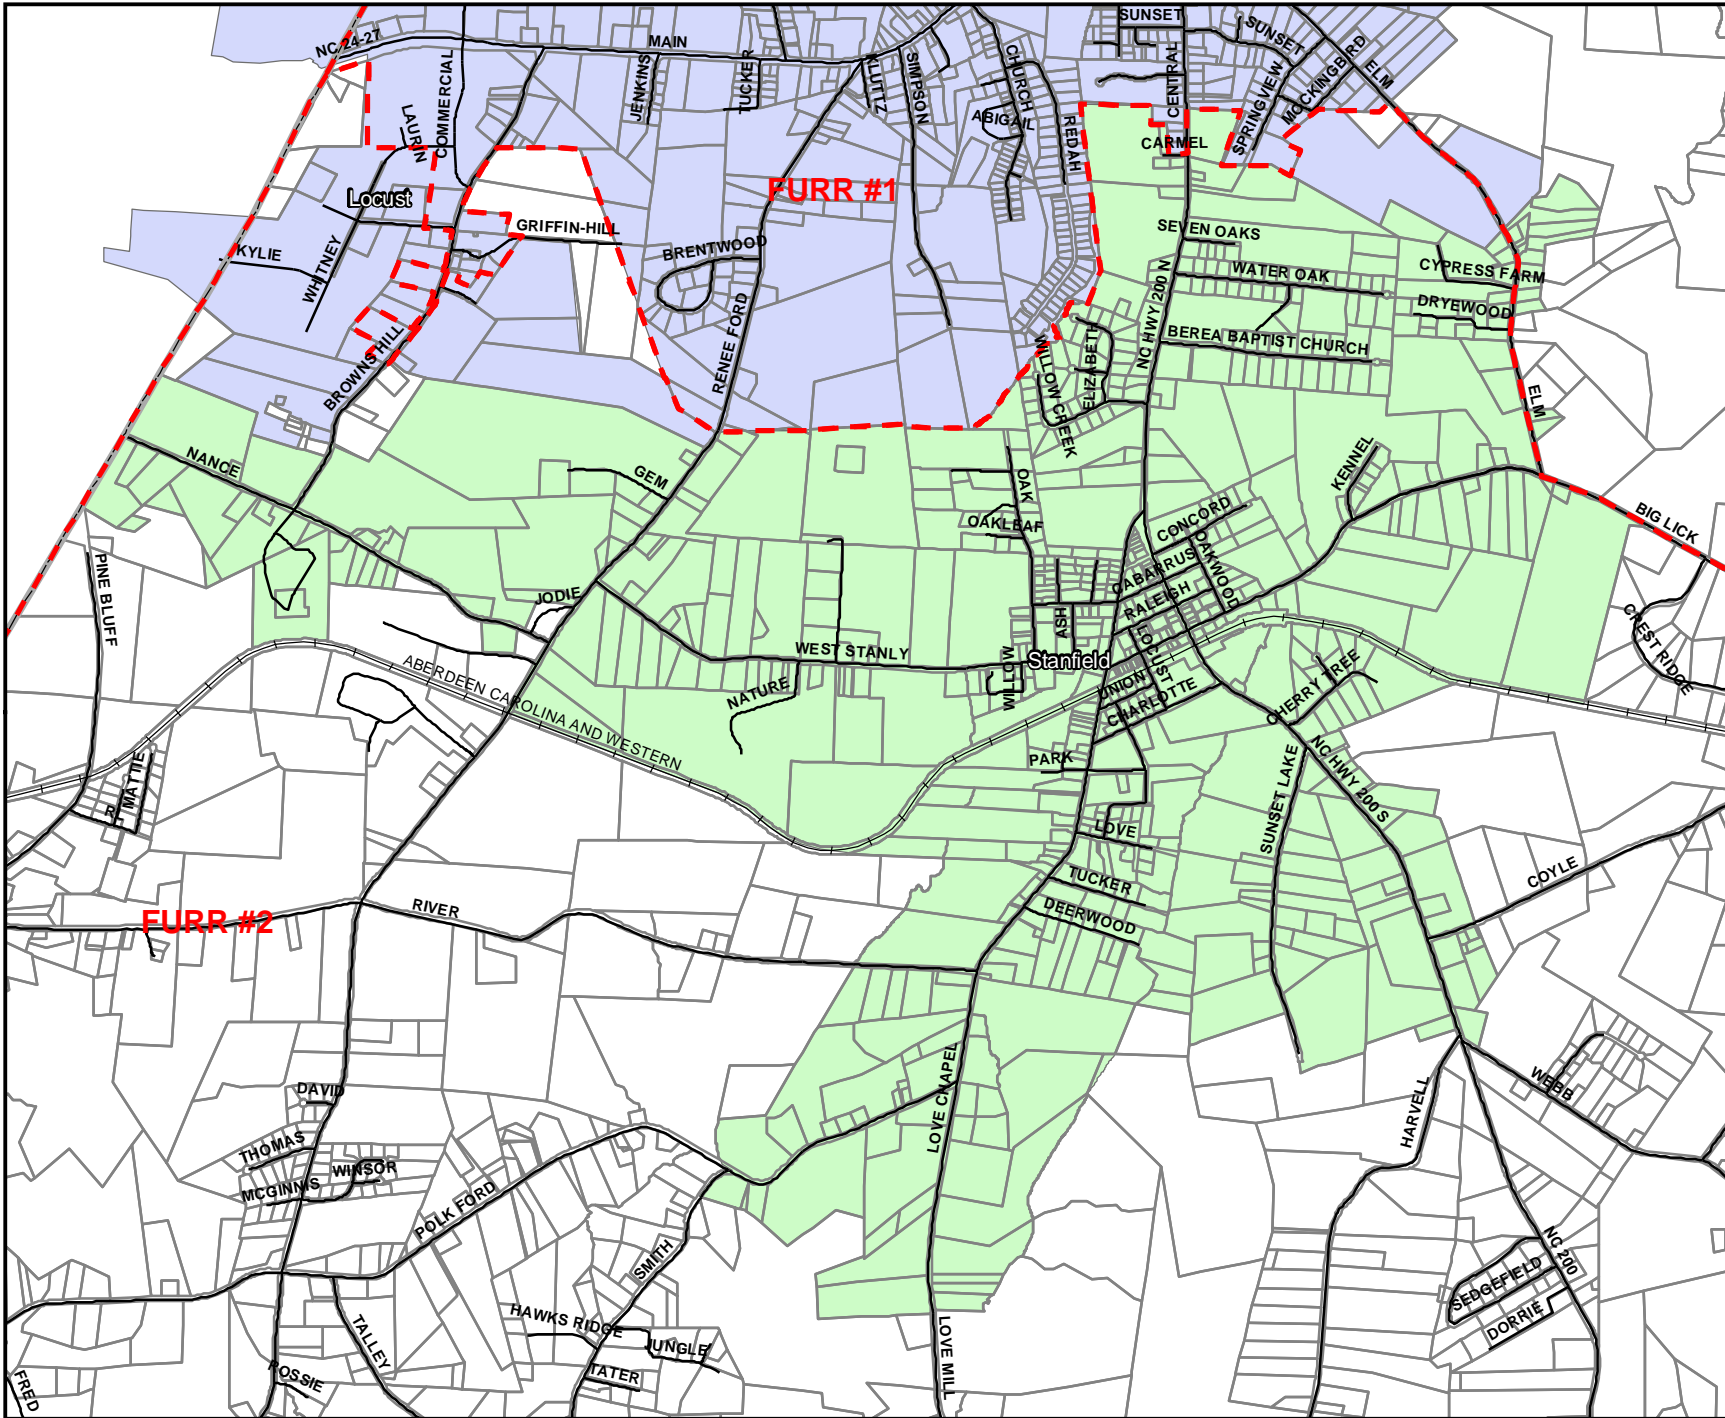 SUNSET
SUNSET
NC 24-27
MAIN
COMMERCIAL
JENKINS
TUCKER
KLUTTZ
SIMPSON
CHURCH
CENTRAL
SPRINGVIEW
MOCKINGBIRD
ELM
LAURIN
ABIGAIL
REDAH
CARMEL
Locust
FURR #1
GRIFFIN-HILL
SEVEN OAKS
KYLIE
WHITNEY
BRENTWOOD
WATER OAK
CYPRESS FARM
DRYEWOOD
NC HWY 200 N
RENEE FORD
BEREA BAPTIST CHURCH
WILLOW CREEK
ELIZABETH
BROWNS HILL
ELM
NANCE
GEM
OAK
KENNEL
OAKLEAF
CONCORD
BIG LICK
OAKWOOD
CABARRUS
PINE BLUFF
JODIE
RALEIGH
ASH
LOCUST
CREST RIDGE
WEST STANLY
Stanfield
WILLOW
NATURE
UNION
CHARLOTTE
CHERRY TREE
ABERDEEN CAROLINA AND WESTERN
PARK
NC HWY 200 S
SUNSET LAKE
MATTIE
R
LOVE
TUCKER
COYLE
DEERWOOD
RIVER
FURR #2
LOVE CHAPEL
DAVID
WEBB
HARVELL
THOMAS
WINSOR
MCGINNIS
POLK FORD
SMITH
NC 200
SEDGEFIELD
DORRIE
HAWKS RIDGE
JUNGLE
TALLEY
LOVE MILL
ROSSIE
TATER
FRED